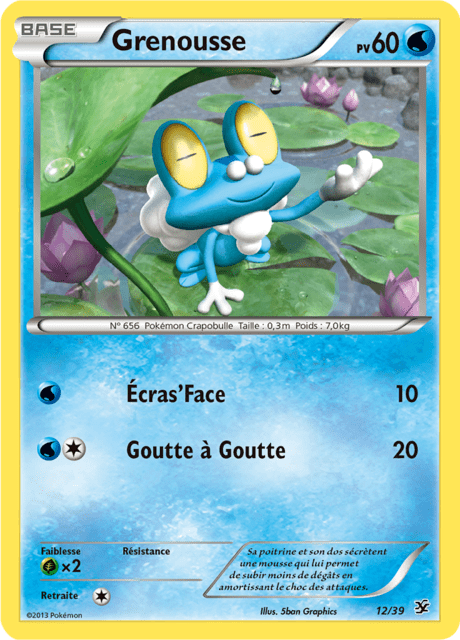 BASE
Grenousse
PV 60
N° 656 Pokémon Crapobulle Taille : 0,3m Poids : 7,0kg
Écras'Face 10
Goutte à Goutte 20
Faiblesse
×2
Résistance
Retraite
Sa poitrine et son dos sécrètent
une mousse qui lui permet
de subir moins de dégâts en
amortissant le choc des attaques.
©2013 Pokémon
Illus. 5ban Graphics
12/39